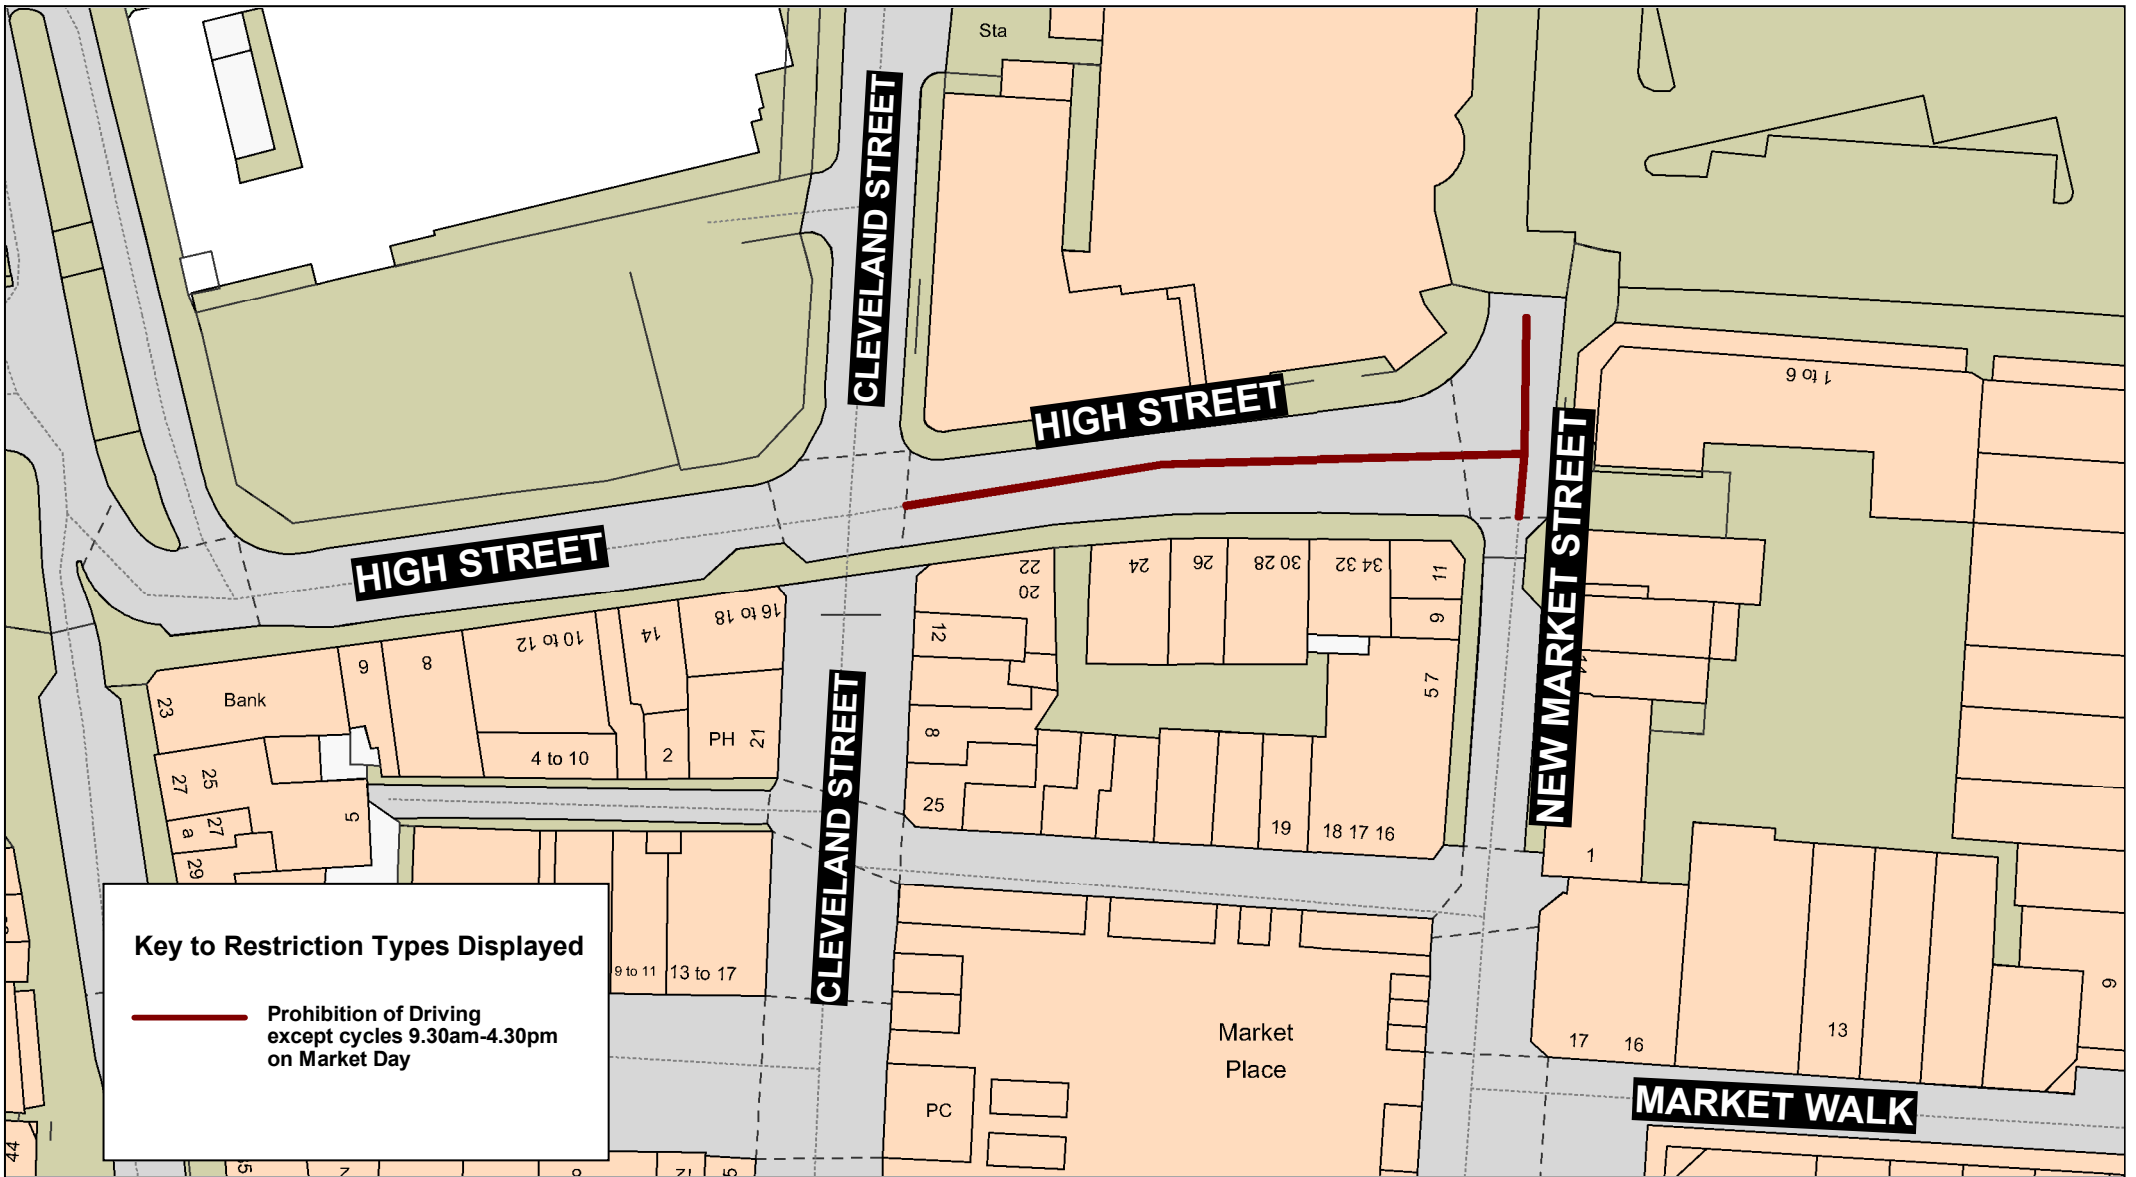 Sta
CLEVELAND STREET
HIGH STREET
1 to 6
NEW MARKET STREET
HIGH STREET
22
20
24
26
28 30
32 34
11
9
12
16 to 18
14
10 to 12
8
6
Bank
23
5 7
CLEVELAND STREET
8
PH
21
2
4 to 10
25
27
25
19
18 17 16
5
27
a
29
1
Key to Restriction Types Displayed
Prohibition of Driving
except cycles 9.30am-4.30pm
on Market Day
9 to 11
13 to 17
Market
Place
17
16
13
9
PC
MARKET WALK
44